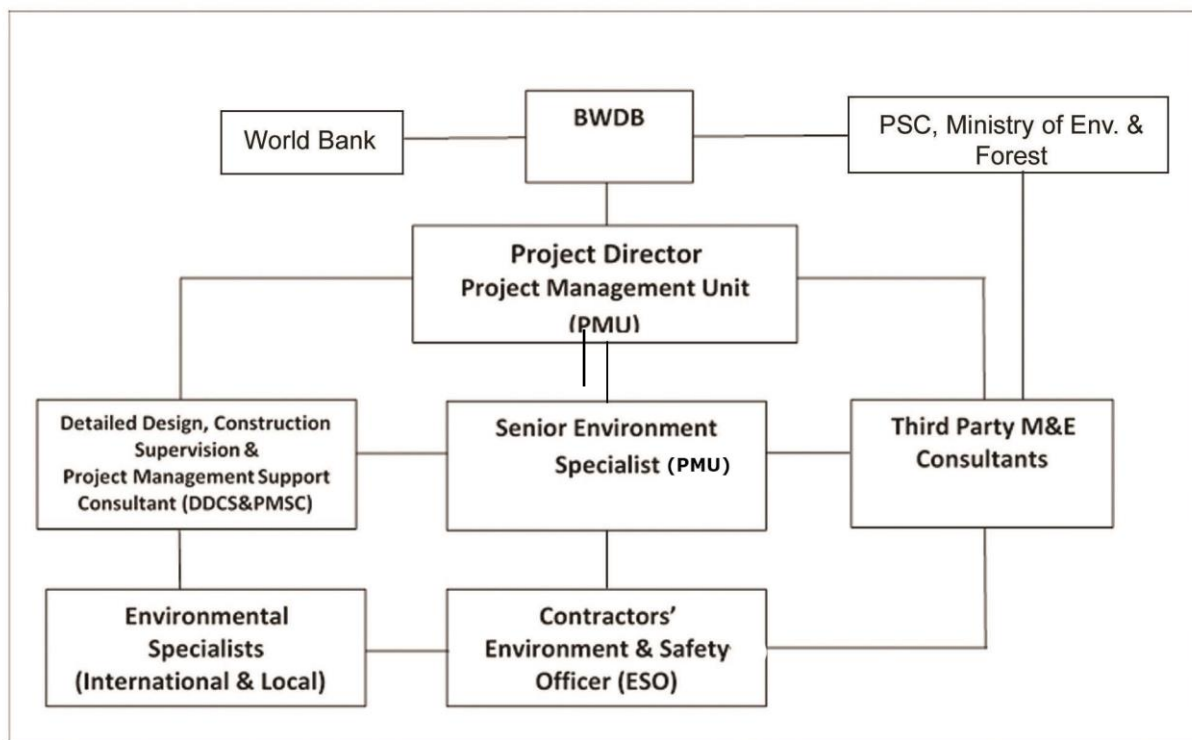 World Bank
BWDB
PSC, Ministry of Env. &
Forest
Project Director
Project Management Unit
(PMU)
Detailed Design, Construction
Supervision &
Project Management Support
Consultant (DDCS&PMSC)
Senior Environment
Specialist (PMU)
Third Party M&E
Consultants
Environmental
Specialists
(International & Local)
Contractors'
Environment & Safety
Officer (ESO)